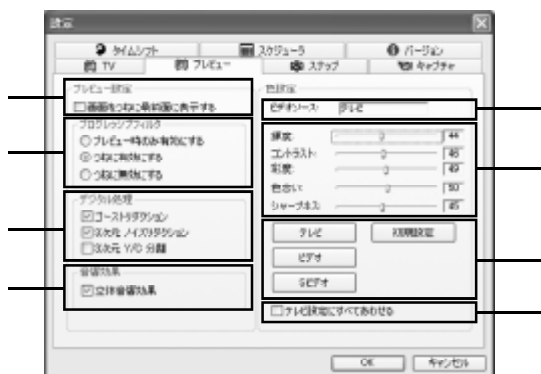 設定
タイムシフト
スケジューラ
バージョン
TV
プレビュー
スナップ
キャプチャ
プレビュー設定
画面をつねに最前面に表示する
プログレッシブフィルタ
プレビュー時のみ有効にする
つねに有効にする
つねに無効にする
デジタル処理
ゴーストリダクション
3次元 ノイズリダクション
3次元 Y/C 分離
音響効果
立体音響効果
色設定
ビデオソース:
テレビ
輝度: 44
コントラスト: 46
彩度: 49
色合い: 50
シャープネス: 45
テレビ
初期設定
ビデオ
Sビデオ
テレビ設定にすべてあわせる
OK
キャンセル